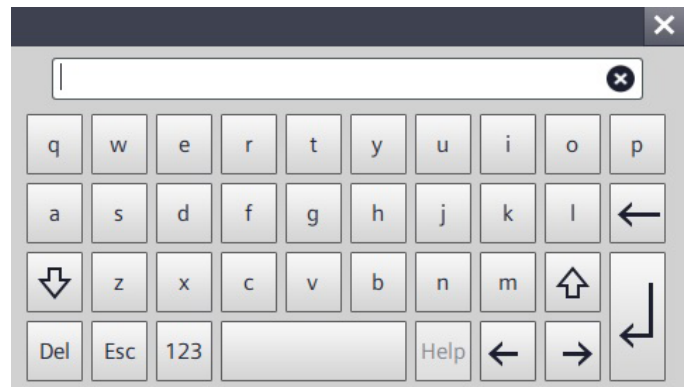 q w e r t y u i o p
a s d f g h j k l
z x c v b n m
Del Esc 123 Help